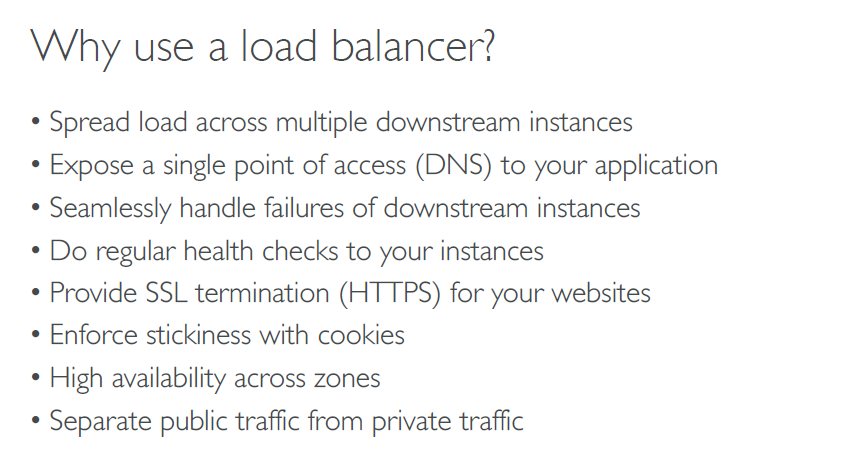 Why use a load balancer?
• Spread load across multiple downstream instances
• Expose a single point of access (DNS) to your application
• Seamlessly handle failures of downstream instances
• Do regular health checks to your instances
• Provide SSL termination (HTTPS) for your websites
• Enforce stickiness with cookies
• High availability across zones
• Separate public traffic from private traffic